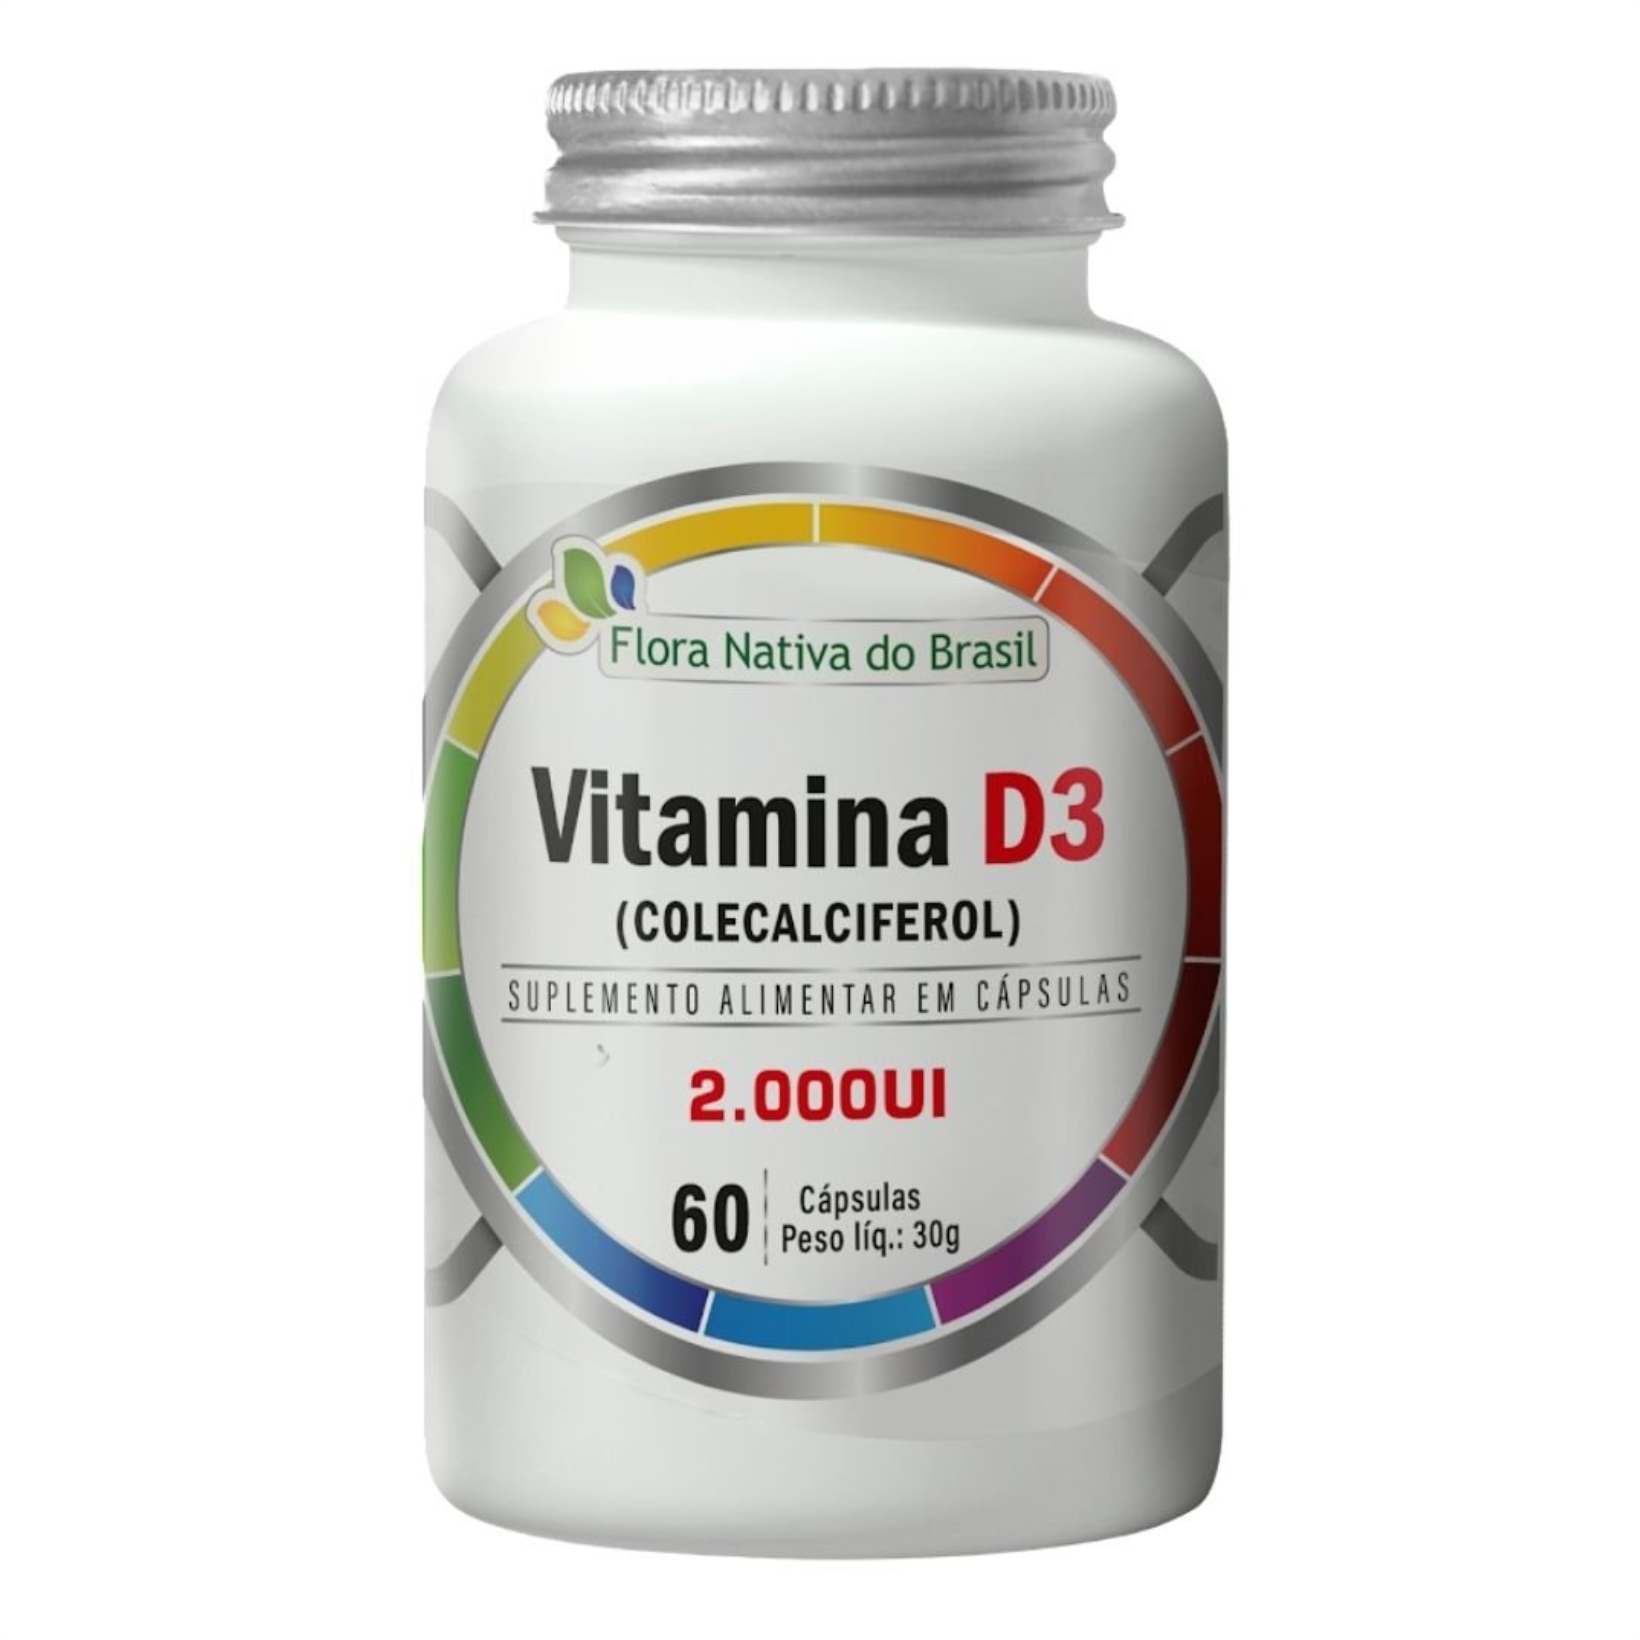 Flora Nativa do Brasil
Vitamina D3
(COLECALCIFEROL)
SUPLEMENTO ALIMENTAR EM CÁPSULAS
2.000UI
60 Cápsulas
Peso líq.: 30g